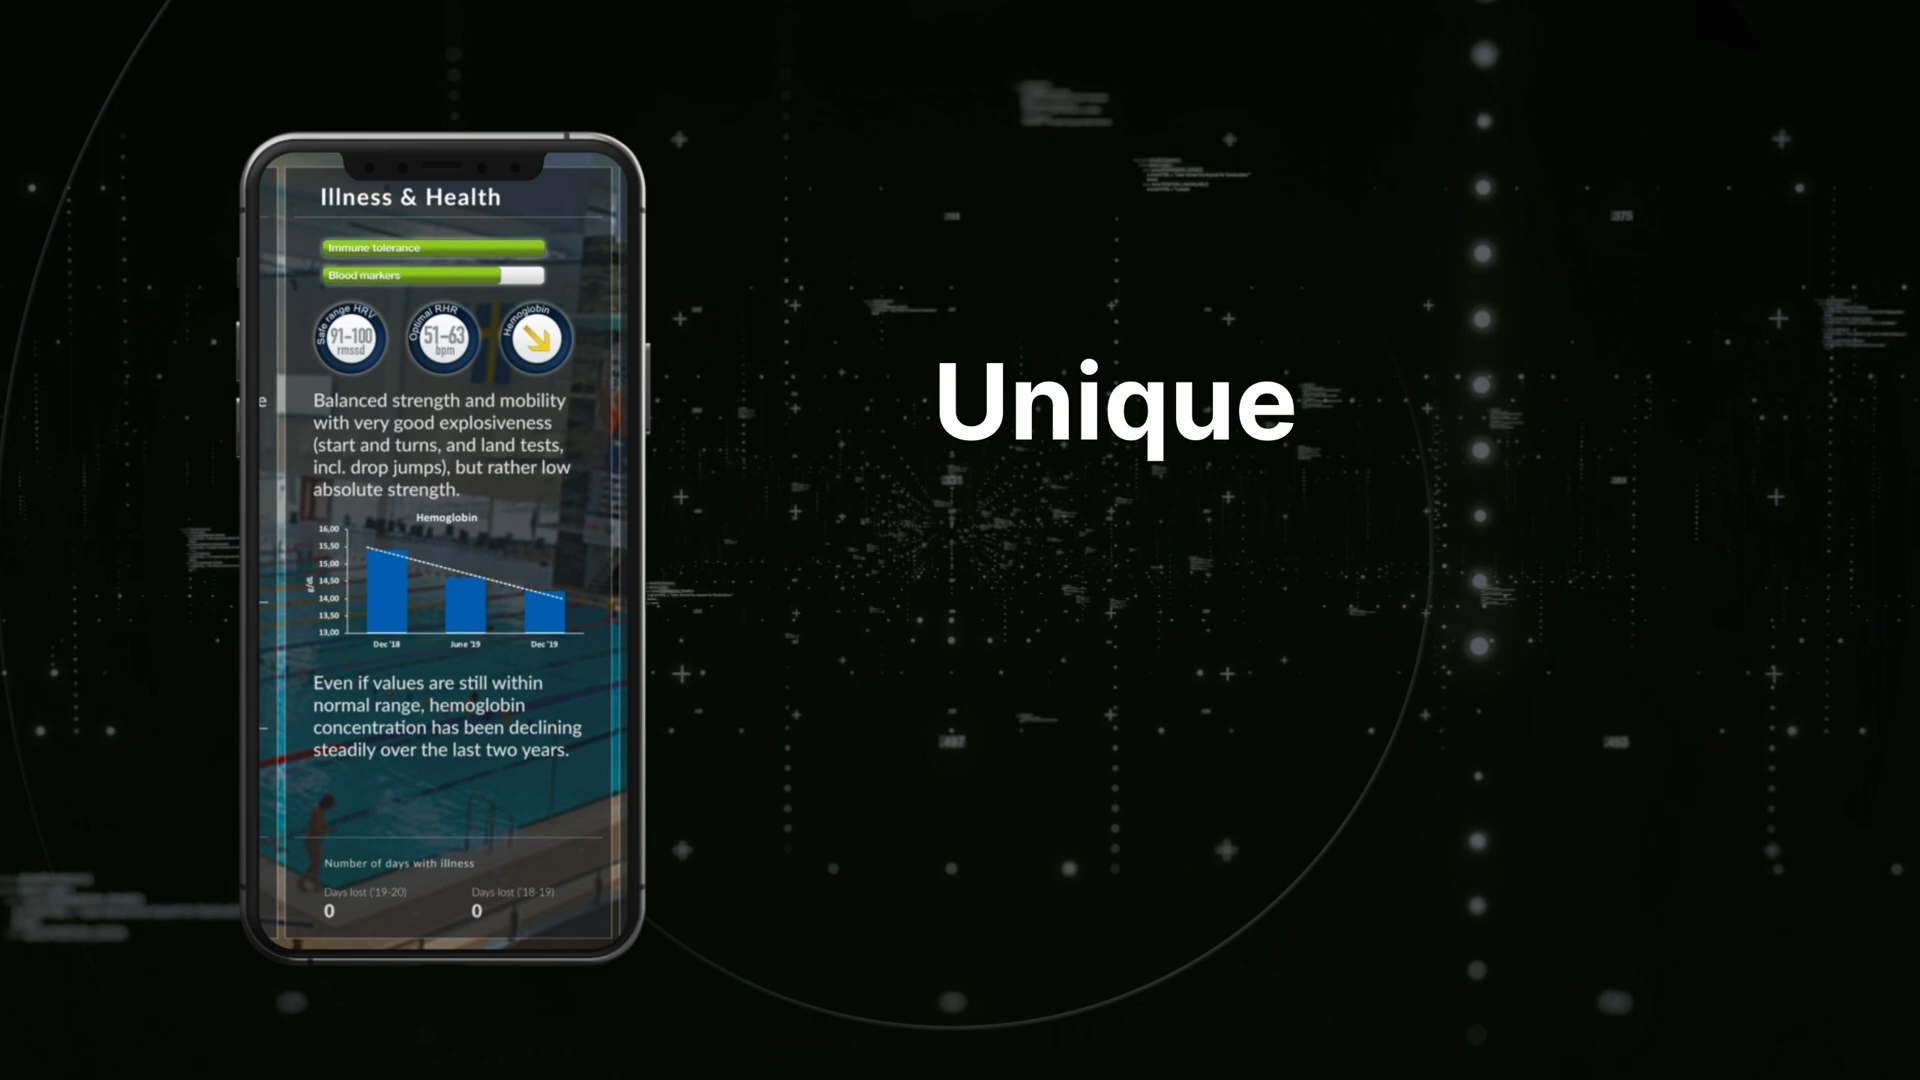 Illness & Health
Immune tolerance
Blood markers
Safe range HRV
91–100
rmssd
Optimal RHR
51–63
bpm
Hemoglobin
e
Balanced strength and mobility
with very good explosiveness
(start and turns, and land tests,
incl. drop jumps), but rather low
absolute strength.
Hemoglobin
16,00
15,50
15,00
14,50
14,00
13,50
13,00
g/dL
Dec '18
June '19
Dec '19
Even if values are still within
normal range, hemoglobin
concentration has been declining
steadily over the last two years.
Number of days with illness
Days lost ('19-20)
Days lost ('18-19)
0
0
Unique